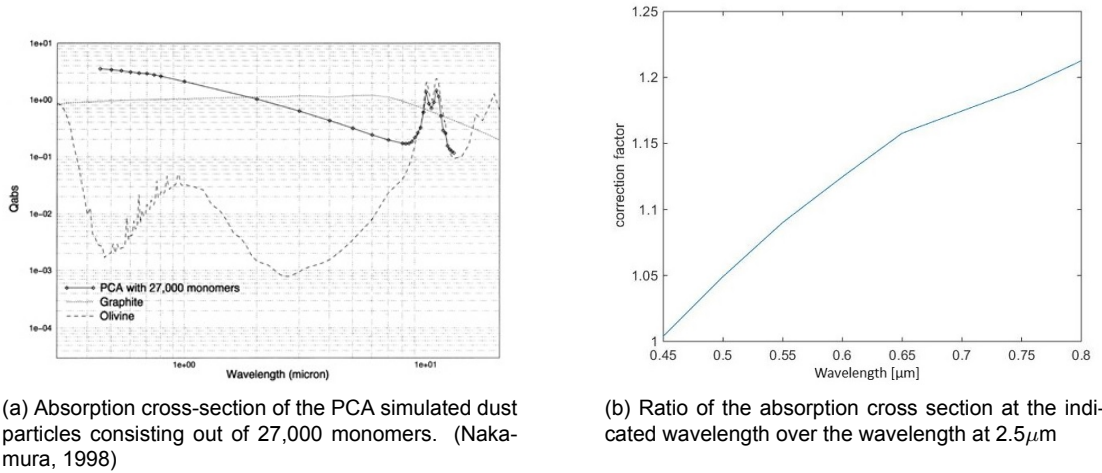 1e+01
1e+00
1e-01
1e-02
1e-03
1e-04
Qabs
PCA with 27,000 monomers
Graphite
Olivine
1e+00
1e+01
Wavelength (micron)
(a) Absorption cross-section of the PCA simulated dust
particles consisting out of 27,000 monomers. (Naka-
mura, 1998)
1.25
1.2
1.15
1.1
1.05
1
correction factor
0.45 0.5 0.55 0.6 0.65 0.7 0.75 0.8
Wavelength [μm]
(b) Ratio of the absorption cross section at the indi-
cated wavelength over the wavelength at 2.5μm